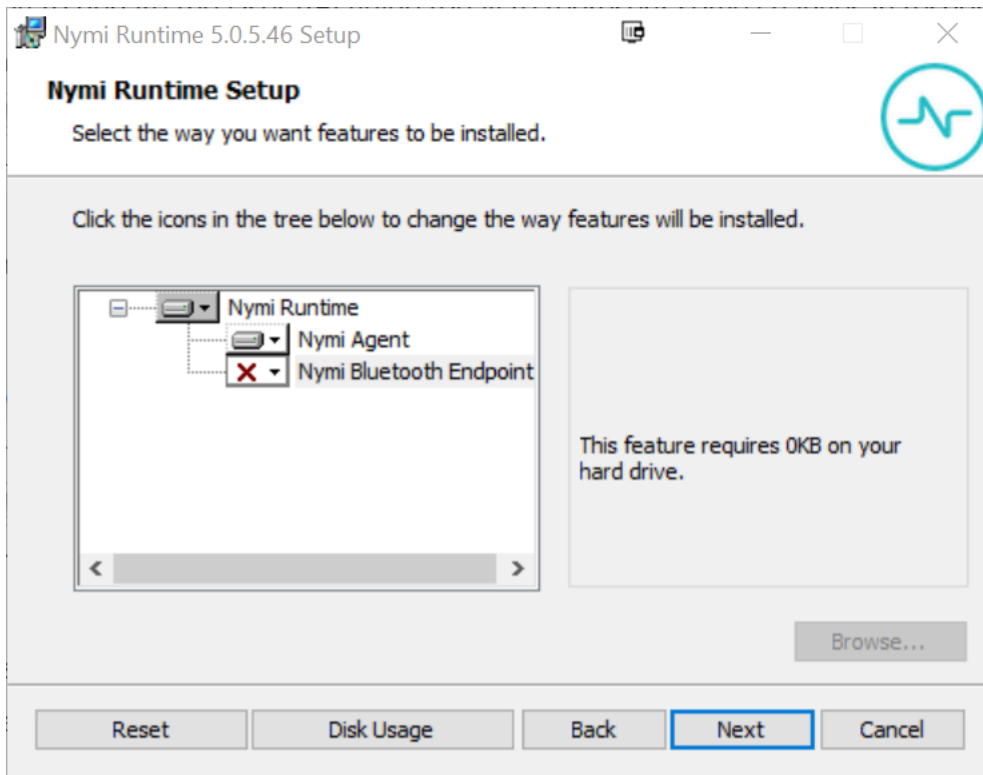 Nymi Runtime 5.0.5.46 Setup
Nymi Runtime Setup
Select the way you want features to be installed.
Click the icons in the tree below to change the way features will be installed.
Nymi Runtime
Nymi Agent
Nymi Bluetooth Endpoint
This feature requires 0KB on your
hard drive.
Browse...
Reset
Disk Usage
Back
Next
Cancel